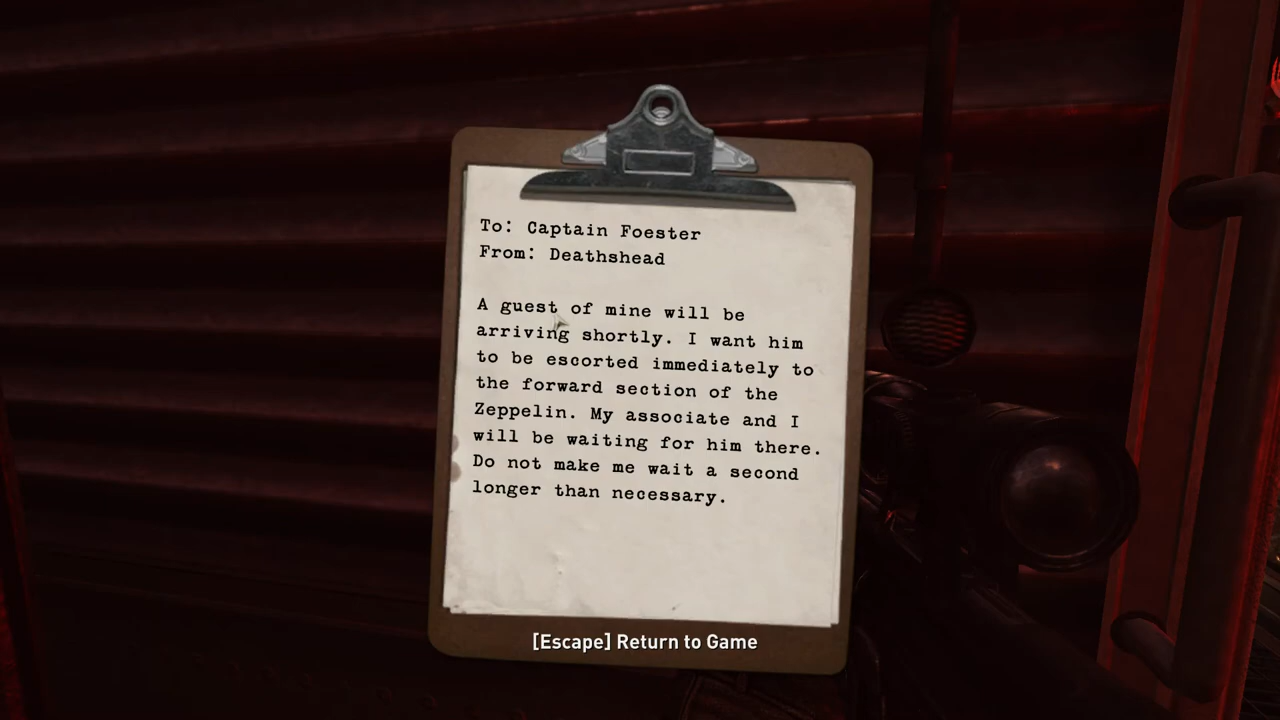 To: Captain Foester
From: Deathshead
A guest of mine will be
arriving shortly. I want him
to be escorted immediately to
the forward section of the
Zeppelin. My associate and I
will be waiting for him there.
Do not make me wait a second
longer than necessary.
[Escape] Return to Game